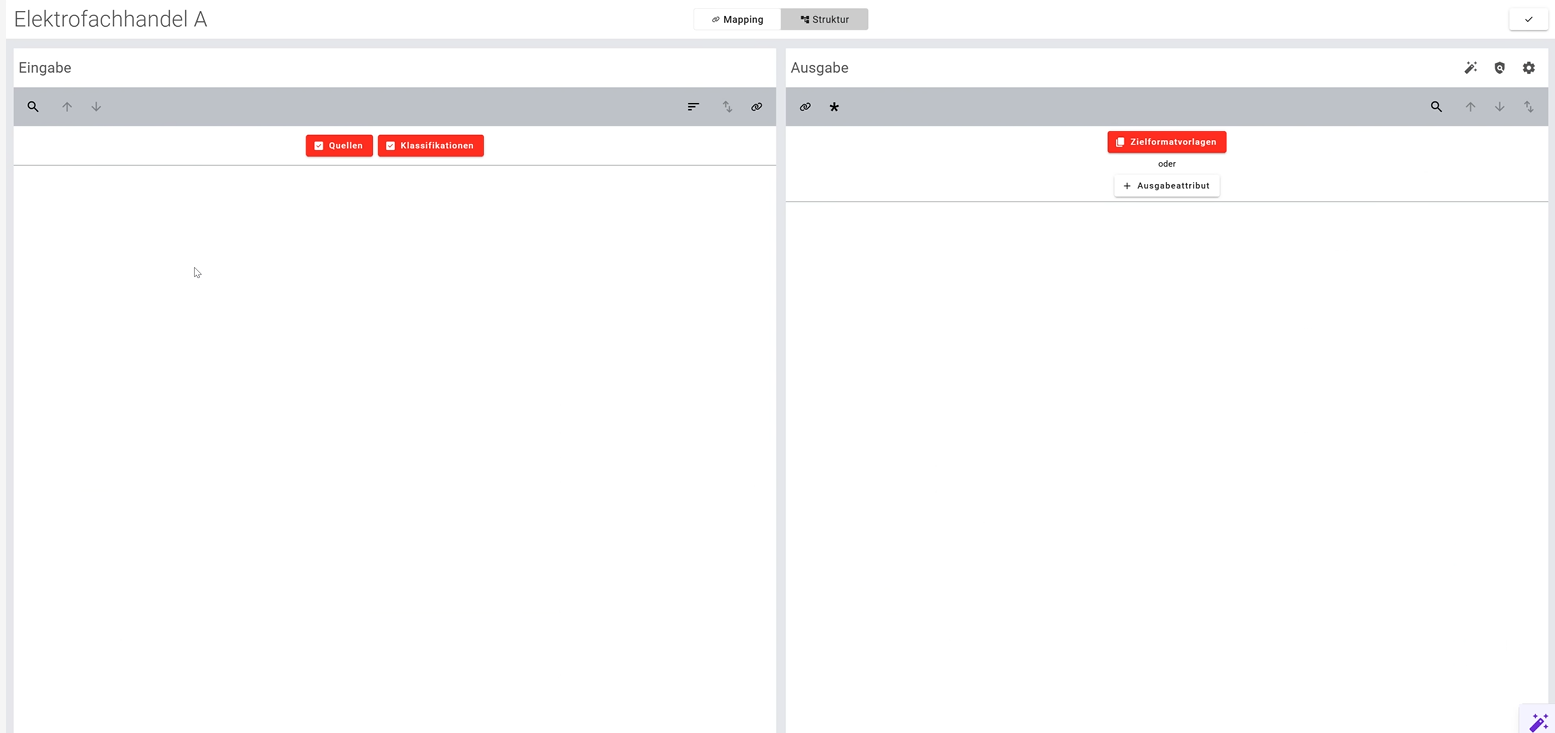 Elektrofachhandel A
Mapping
Struktur
Eingabe
Quellen
Klassifikationen
Ausgabe
Zielformatvorlagen
oder
Ausgabeattribut